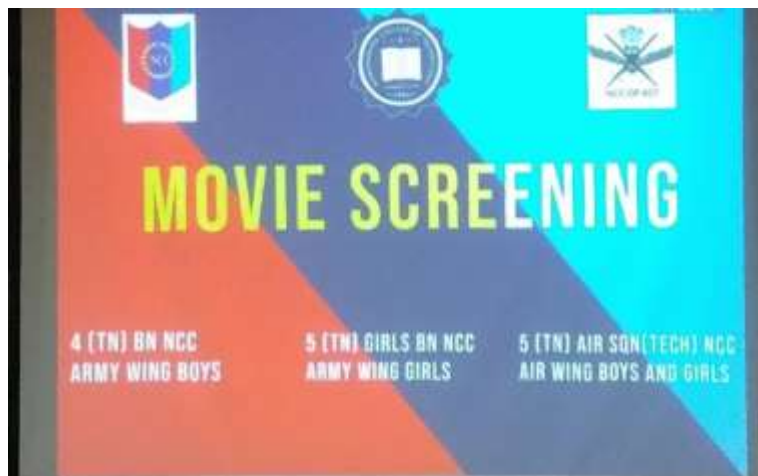 NCC
MOVIE SCREENING
4 (TN) BN NCC
ARMY WING BOYS
5 (TN) GIRLS BN NCC
ARMY WING GIRLS
5 (TN) AIR SQN(TECH) NCC
AIR WING BOYS AND GIRLS